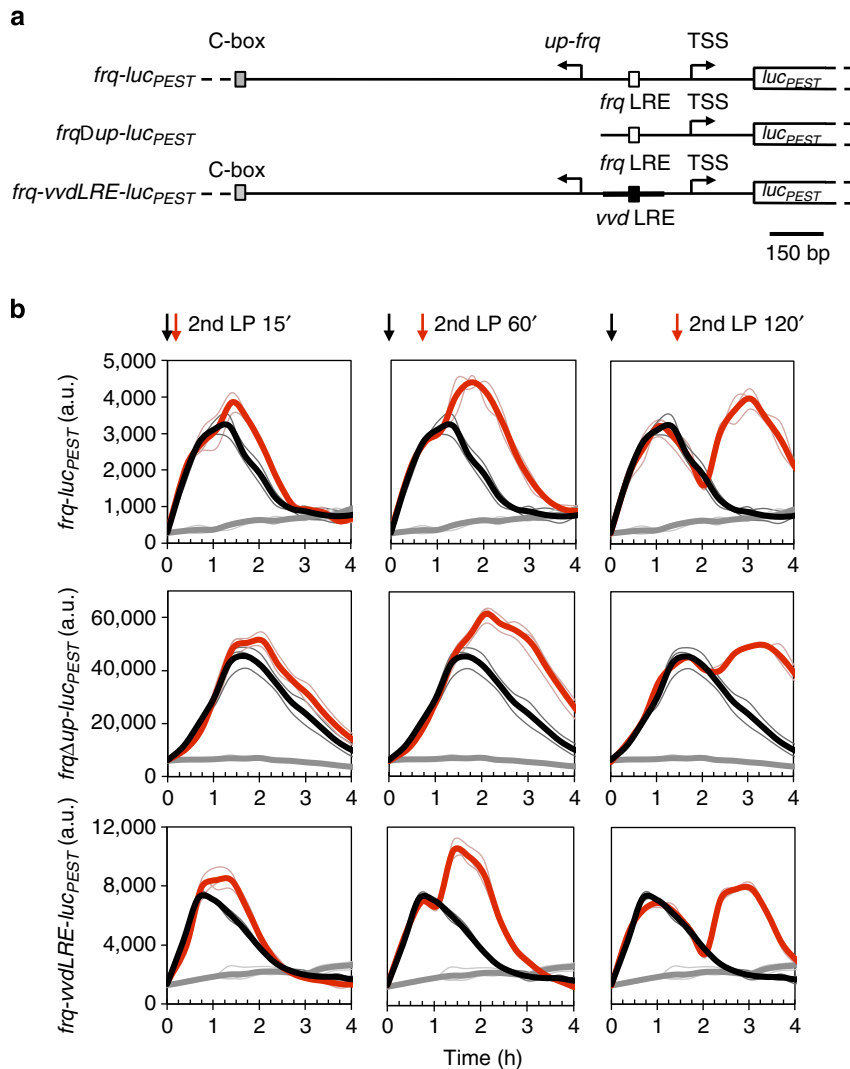 a
C-box up-frq TSS
frq-lucPEST lucPEST
frq LRE TSS
frqDup-lucPEST lucPEST
C-box frq LRE TSS
frq-vvdLRE-lucPEST lucPEST
vvd LRE
150 bp
b
2nd LP 15′ 2nd LP 60′ 2nd LP 120′
frq-lucPEST (a.u.)
5,000
4,000
3,000
2,000
1,000
0
0 1 2 3 4 0 1 2 3 4 0 1 2 3 4
frqΔup-lucPEST (a.u.)
60,000
40,000
20,000
0
0 1 2 3 4 0 1 2 3 4 0 1 2 3 4
frq-vvdLRE-lucPEST (a.u.)
12,000
8,000
4,000
0
0 1 2 3 4 0 1 2 3 4 0 1 2 3 4
Time (h)